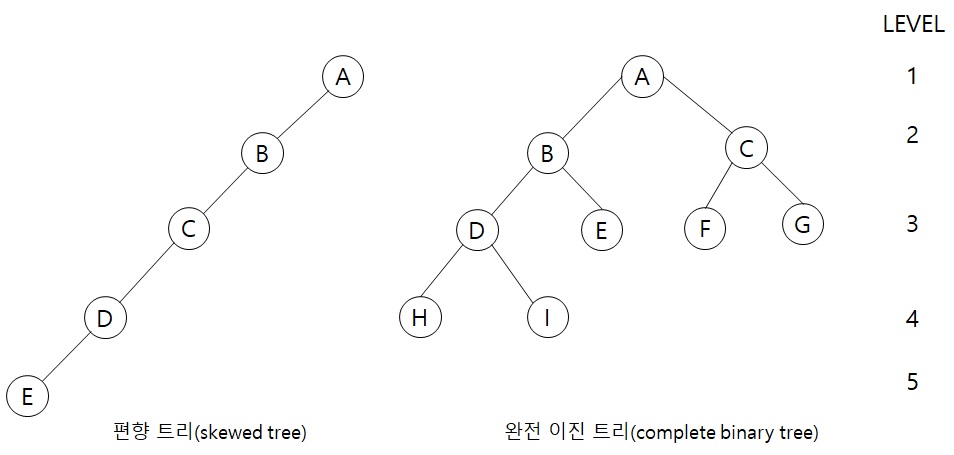 LEVEL
A A 1
B B C 2
C D E F G 3
D H I 4
E 5
편향 트리(skewed tree) 완전 이진 트리(complete binary tree)